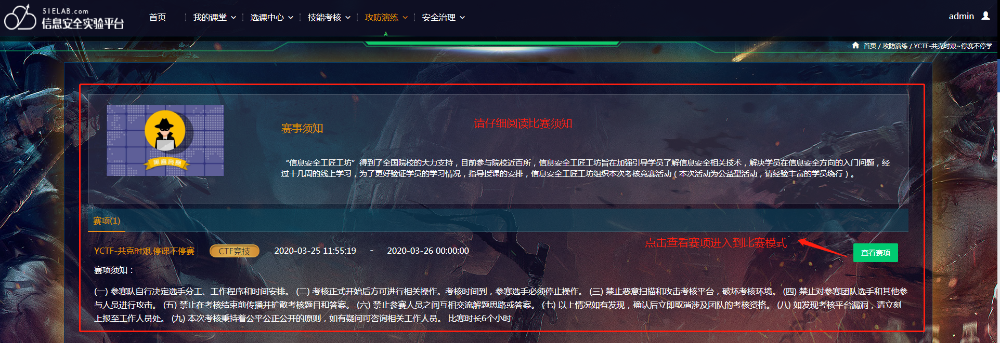 51ELAB.com
信息安全实验平台
首页
我的课堂
选课中心
技能考核
攻防演练
安全治理
admin
首页 / 攻防演练 / YCTF-共克时艰~停赛不停学
黑客竞赛
赛事须知
请仔细阅读比赛须知
“信息安全工匠工坊”得到了全国院校的大力支持，目前参与院校近百所，信息安全工匠工坊旨在加强引导学员了解信息安全相关技术，解决学员在信息安全方向的入门问题，经
过十几周的线上学习，为了更好验证学员的学习情况，指导授课的安排，信息安全工匠工坊组织本次考核竞赛活动（本次活动为公益型活动，请经验丰富的学员绕行）。
赛项(1)
点击查看赛项进入到比赛模式
YCTF-共克时艰.停课不停赛
CTF竞技
2020-03-25 11:55:19 - 2020-03-26 00:00:00
查看赛项
赛项须知：
(一) 参赛队自行决定选手分工、工作程序和时间安排。 (二) 考核正式开始后方可进行相关操作。考核时间到，参赛选手必须停止操作。 (三) 禁止恶意扫描和攻击考核平台，破坏考核环境。 (四) 禁止对参赛团队选手和其他参
与人员进行攻击。 (五) 禁止在考核结束前传播并扩散考核题目和答案。 (六) 禁止参赛人员之间互相交流解题思路或答案。 (七) 以上情况如有发现，确认后立即取消涉及团队的考核资格。 (八) 如发现考核平台漏洞，请立刻
上报至工作人员处。 (九) 本次考核秉持着公平公正公开的原则，如有疑问可咨询相关工作人员。 比赛时长6个小时